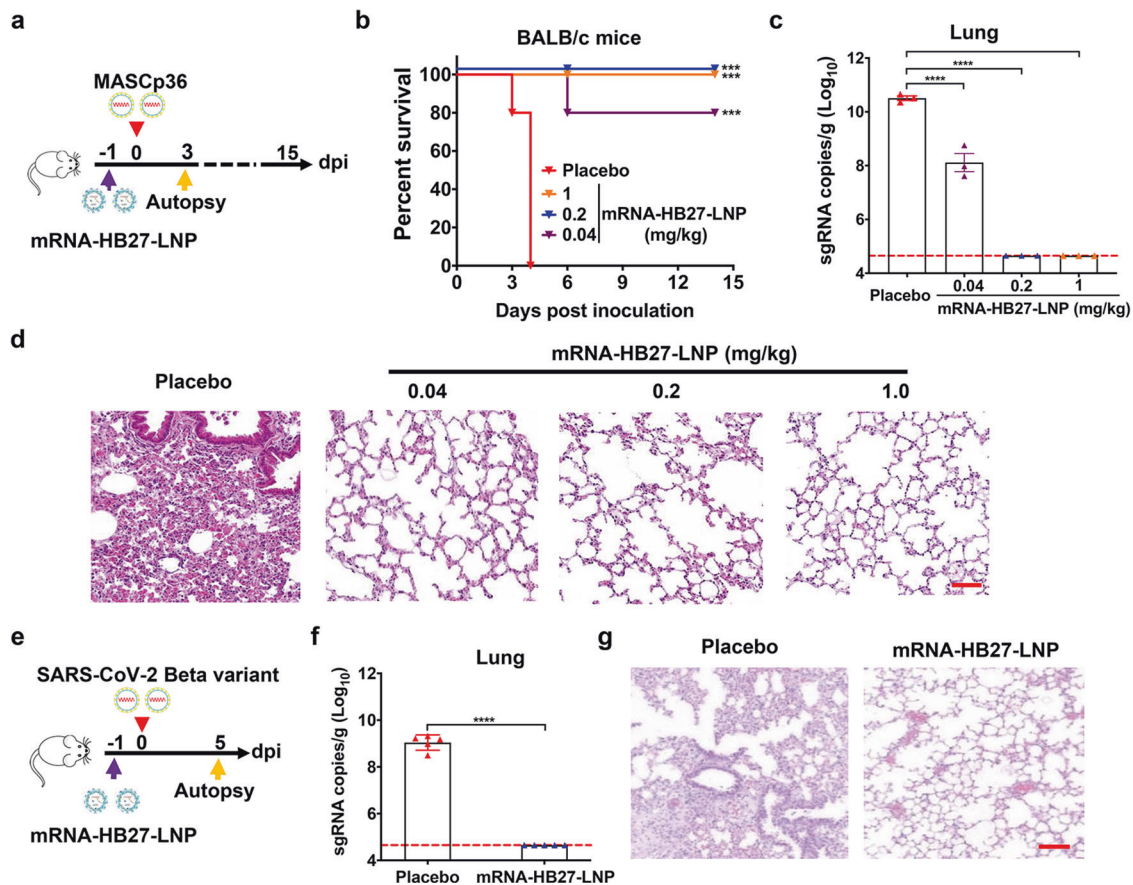 a
MASCp36
-1 0 3 15 dpi
Autopsy
mRNA-HB27-LNP
b
BALB/c mice
Percent survival
100
80
60
40
20
0
***
***
***
Placebo
1
0.2
0.04
mRNA-HB27-LNP
(mg/kg)
0 3 6 9 12 15
Days post inoculation
c
Lung
sgRNA copies/g (Log10)
12
10
8
6
4
****
****
Placebo
0.04 0.2 1
mRNA-HB27-LNP (mg/kg)
d
mRNA-HB27-LNP (mg/kg)
Placebo
0.04 0.2 1.0
e
SARS-CoV-2 Beta variant
-1 0 5 dpi
Autopsy
mRNA-HB27-LNP
f
Lung
sgRNA copies/g (Log10)
12
10
8
6
4
****
Placebo mRNA-HB27-LNP
g
Placebo mRNA-HB27-LNP